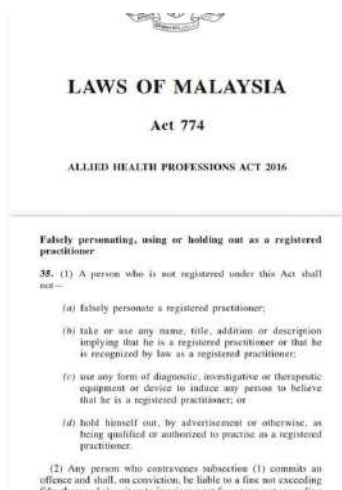 LAWS OF MALAYSIA
Act 774
ALLIED HEALTH PROFESSIONS ACT 2016
Falsely personating, using or holding out as a registered
practitioner
35. (1) A person who is not registered under this Act shall
not—
(a) falsely personate a registered practitioner;
(b) take or use any name, title, addition or description
implying that he is a registered practitioner or that he
is recognized by law as a registered practitioner;
(c) use any form of diagnostic, investigative or therapeutic
equipment or device to induce any person to believe
that he is a registered practitioner; or
(d) hold himself out, by advertisement or otherwise, as
being qualified or authorized to practise as a registered
practitioner.
(2) Any person who contravenes subsection (1) commits an
offence and shall, on conviction, be liable to a fine not exceeding